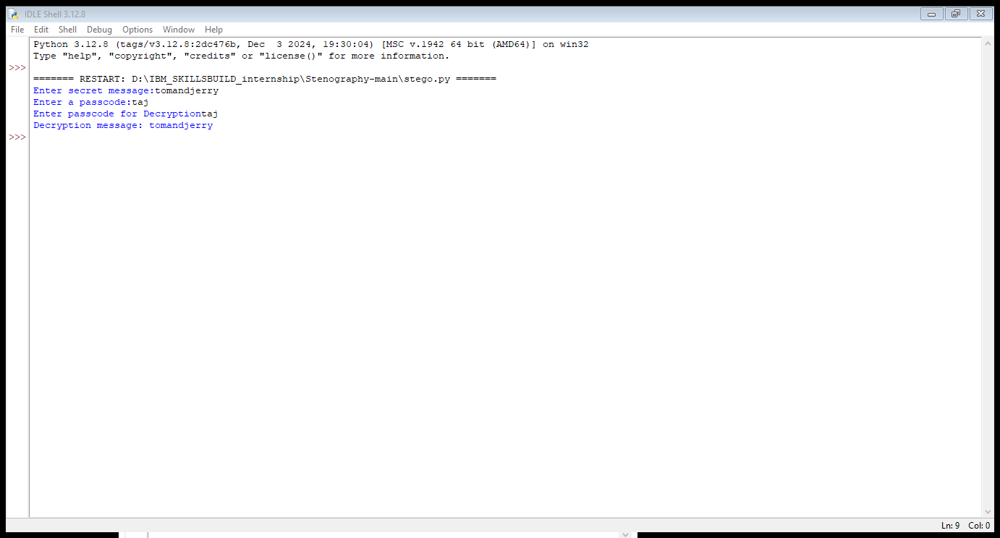 IDLE Shell 3.12.8
File Edit Shell Debug Options Window Help
Python 3.12.8 (tags/v3.12.8:2dc476b, Dec  3 2024, 19:30:04) [MSC v.1942 64 bit (AMD64)] on win32
Type "help", "copyright", "credits" or "license()" for more information.
>>>
======= RESTART: D:\IBM_SKILLSBUILD_internship\Stenography-main\stego.py =======
Enter secret message:tomandjerry
Enter a passcode:taj
Enter passcode for Decryptiontaj
Decryption message: tomandjerry
>>>
Ln: 9 Col: 0